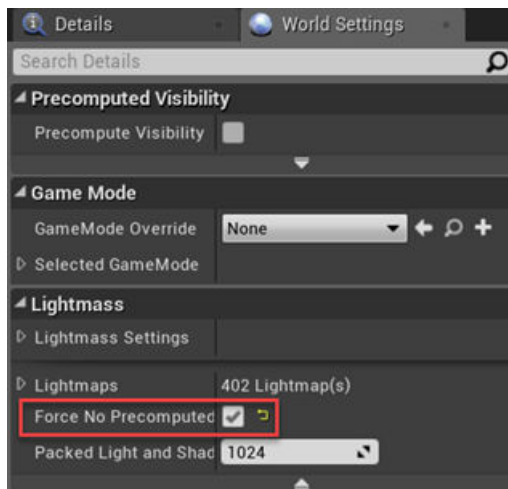 Details World Settings
Search Details
Precomputed Visibility
Precompute Visibility
Game Mode
GameMode Override None
Selected GameMode
Lightmass
Lightmass Settings
Lightmaps 402 Lightmap(s)
Force No Precomputed
Packed Light and Shad 1024